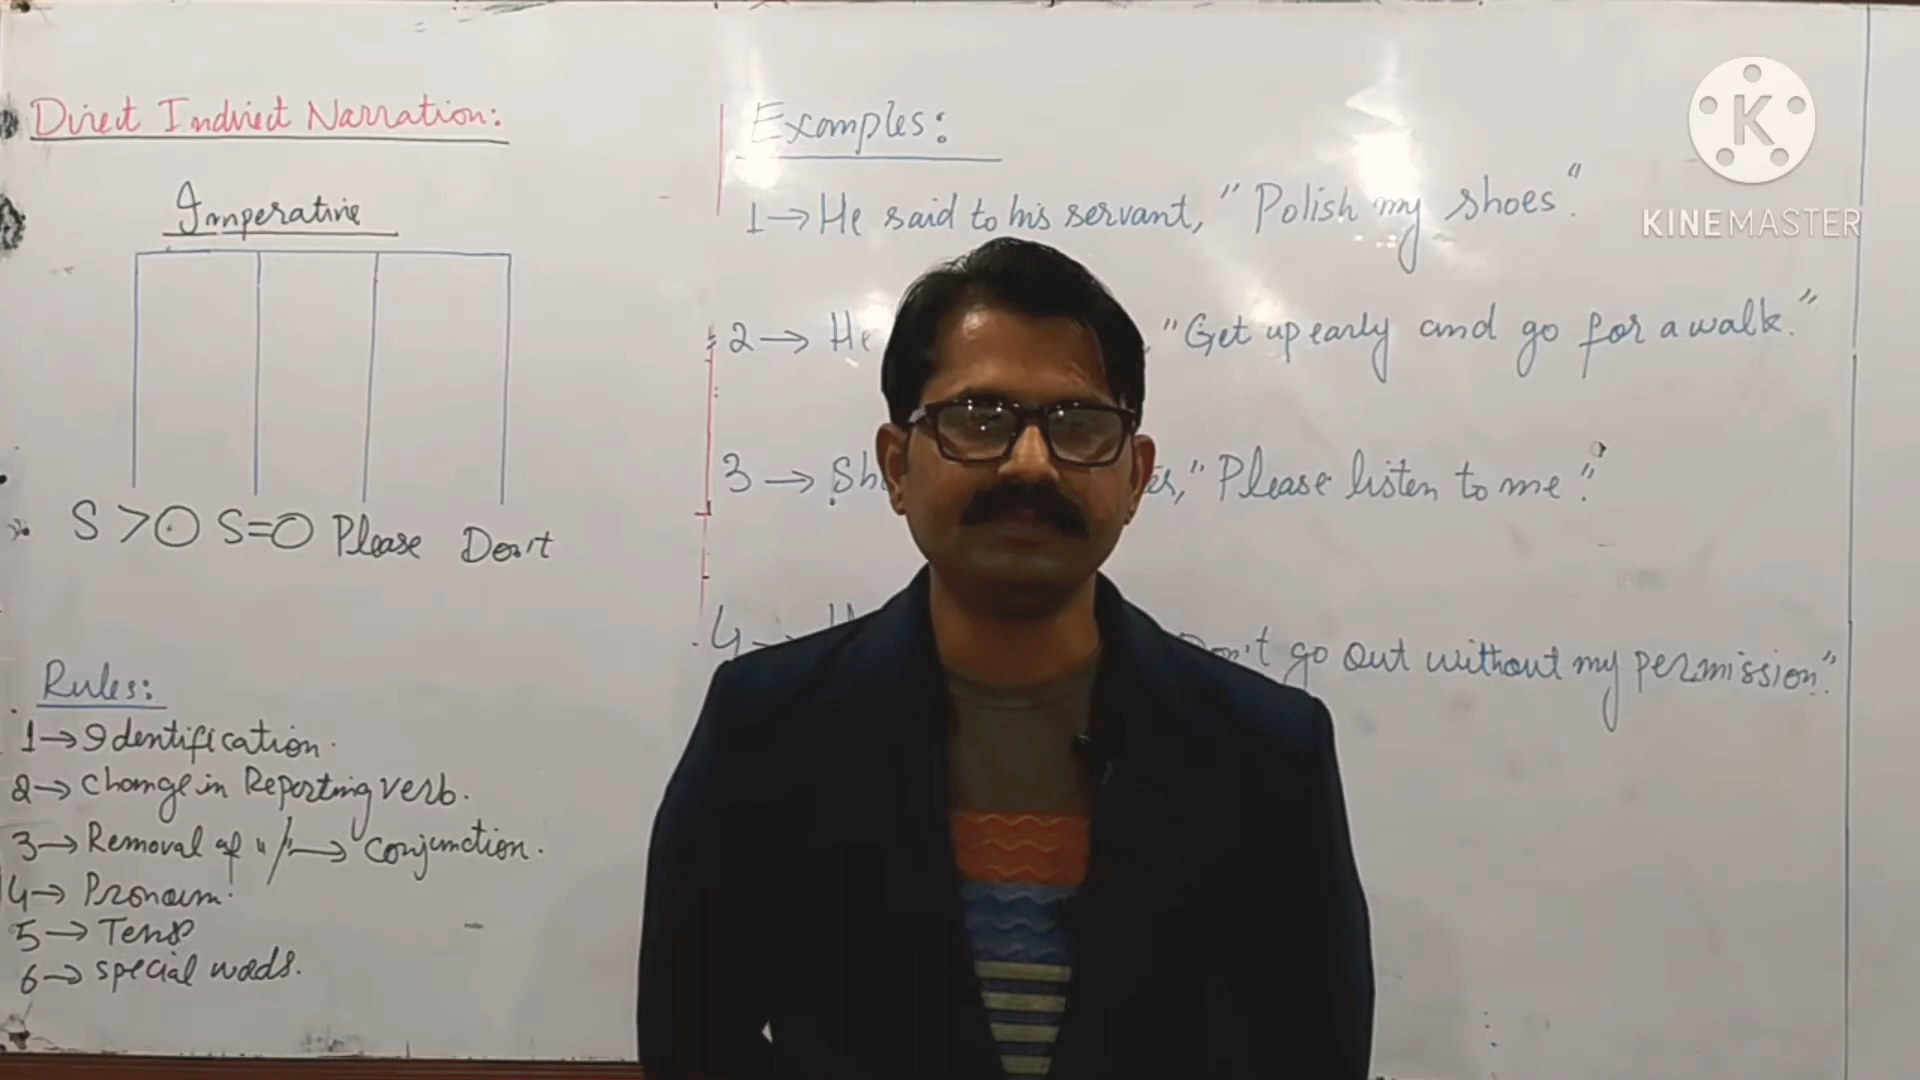 Direct Indirect Narration:
Imperative
S > O S=O Please Don't
Rules:
1→ Identification.
2→ Change in Reporting verb.
3→ Removal of " / " → Conjunction.
4→ Pronoun.
5→ Tense
6→ special words.
Examples:
1→ He said to his servant, "Polish my shoes".
2→ He , "Get up early and go for a walk."
3→ "Please listen to me".
4→ go out without my permission".
K
KINEMASTER